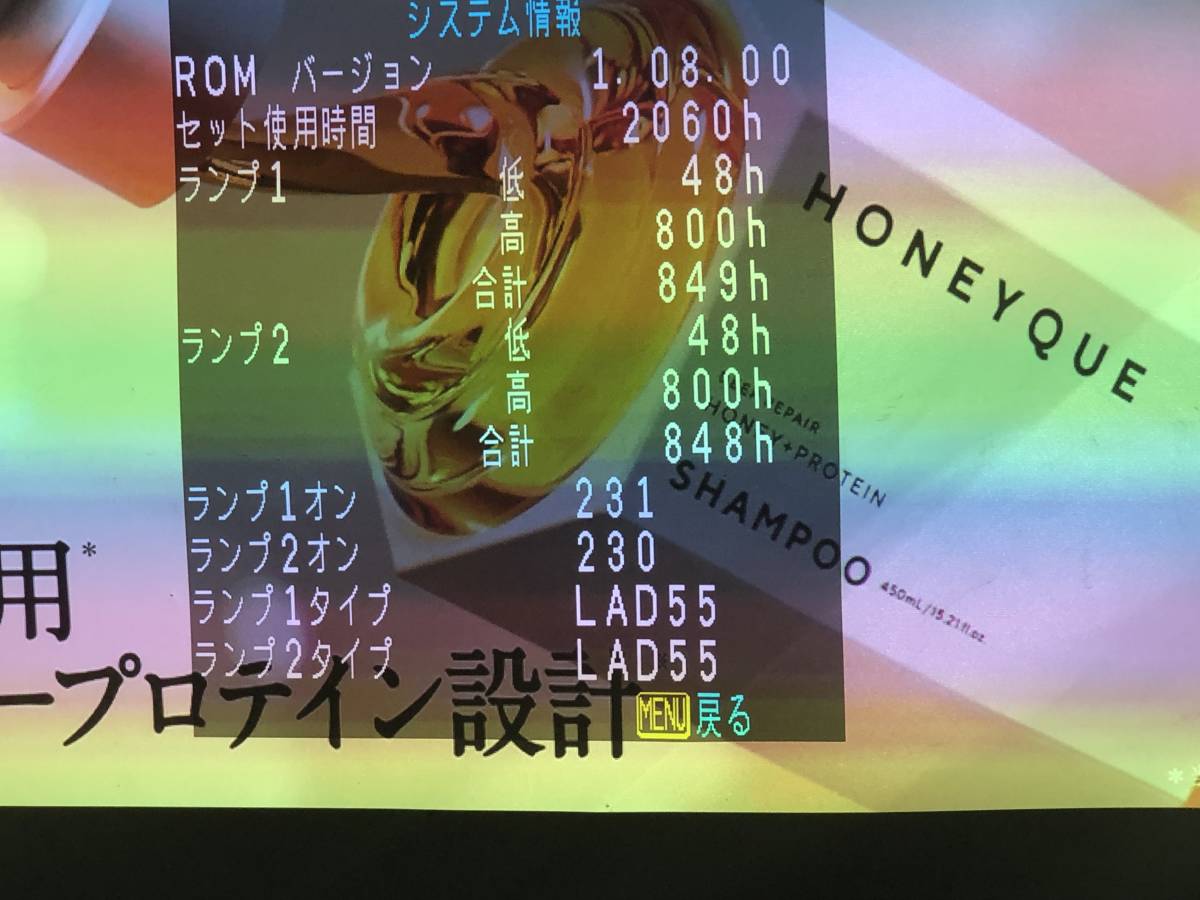 システム情報
ROM バージョン 1.08.00
セット使用時間 2060h
ランプ1 低 48h
高 800h
合計 849h
ランプ2 低 48h
高 800h
合計 848h
ランプ1オン 231
ランプ2オン 230
ランプ1タイプ LAD55
ランプ2タイプ LAD55
MENU 戻る
HONEYQUE
REPAIR
HONEY+PROTEIN
SHAMPOO 450mL/15.21fl.oz.
用*
ープロテイン設計*
*